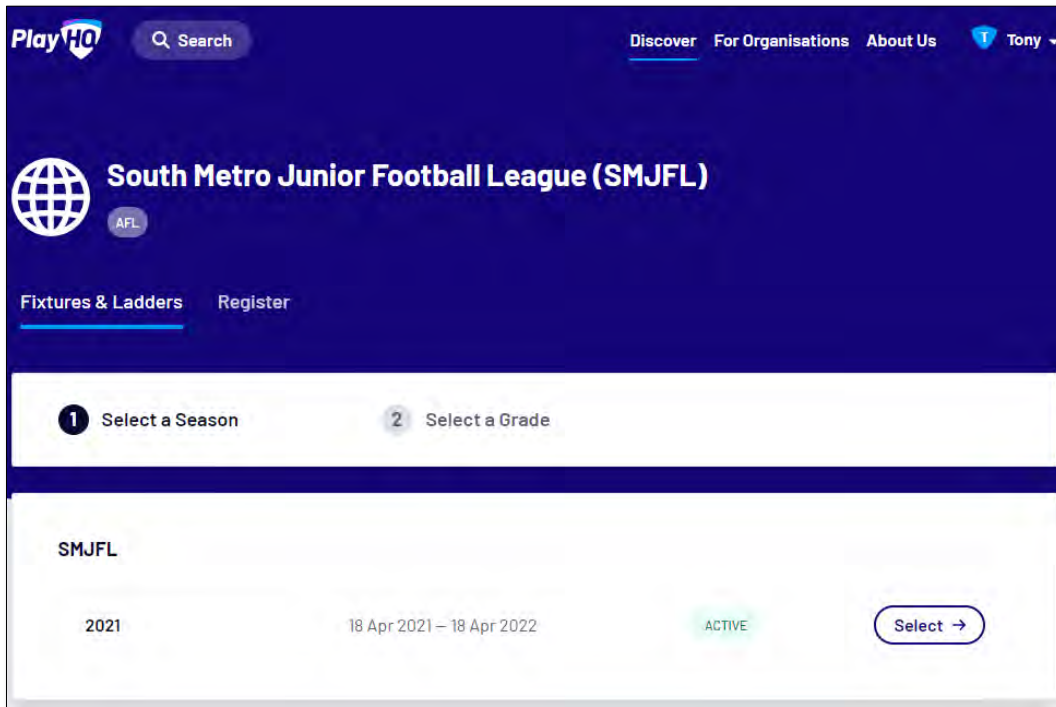 PlayHQ Search Discover For Organisations About Us T Tony
South Metro Junior Football League (SMJFL)
AFL
Fixtures & Ladders Register
1 Select a Season 2 Select a Grade
SMJFL
2021 18 Apr 2021 – 18 Apr 2022 ACTIVE Select →